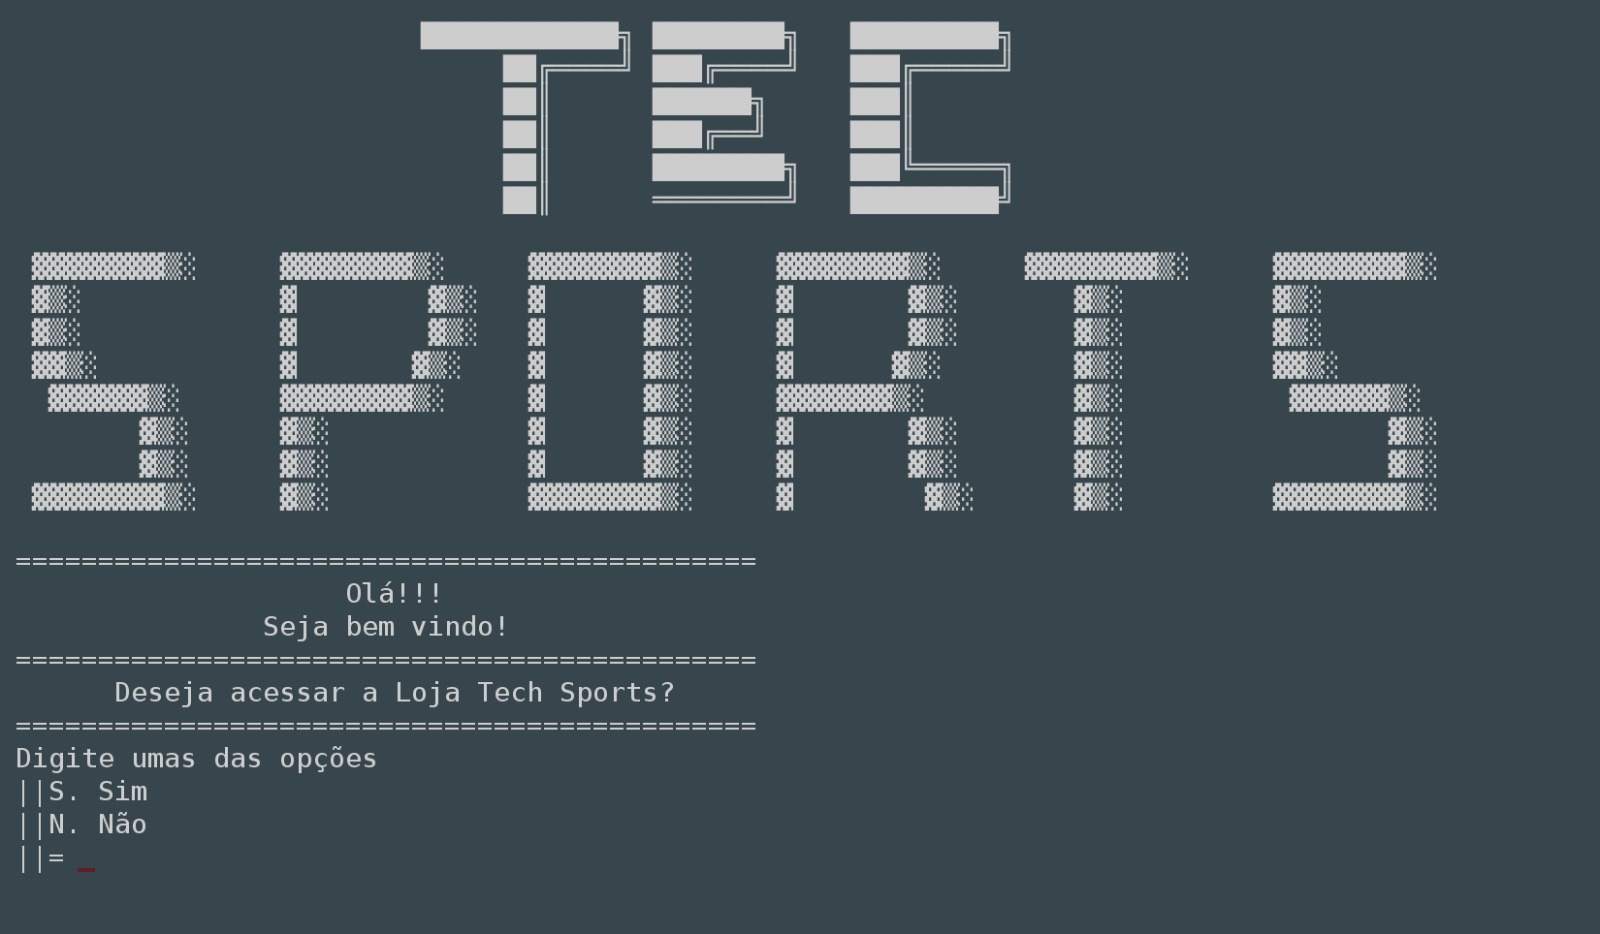 TEC
SPORTS
=============================================
Olá!!!
Seja bem vindo!
=============================================
Deseja acessar a Loja Tech Sports?
=============================================
Digite umas das opções
||S. Sim
||N. Não
||= _